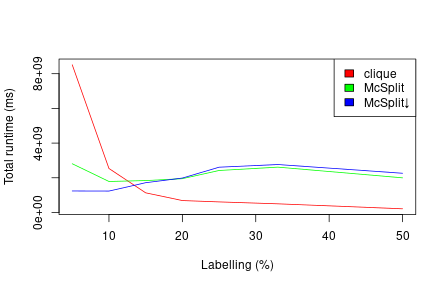 clique
McSplit
McSplit↓
Total runtime (ms)
8e+09
4e+09
0e+00
10 20 30 40 50
Labelling (%)